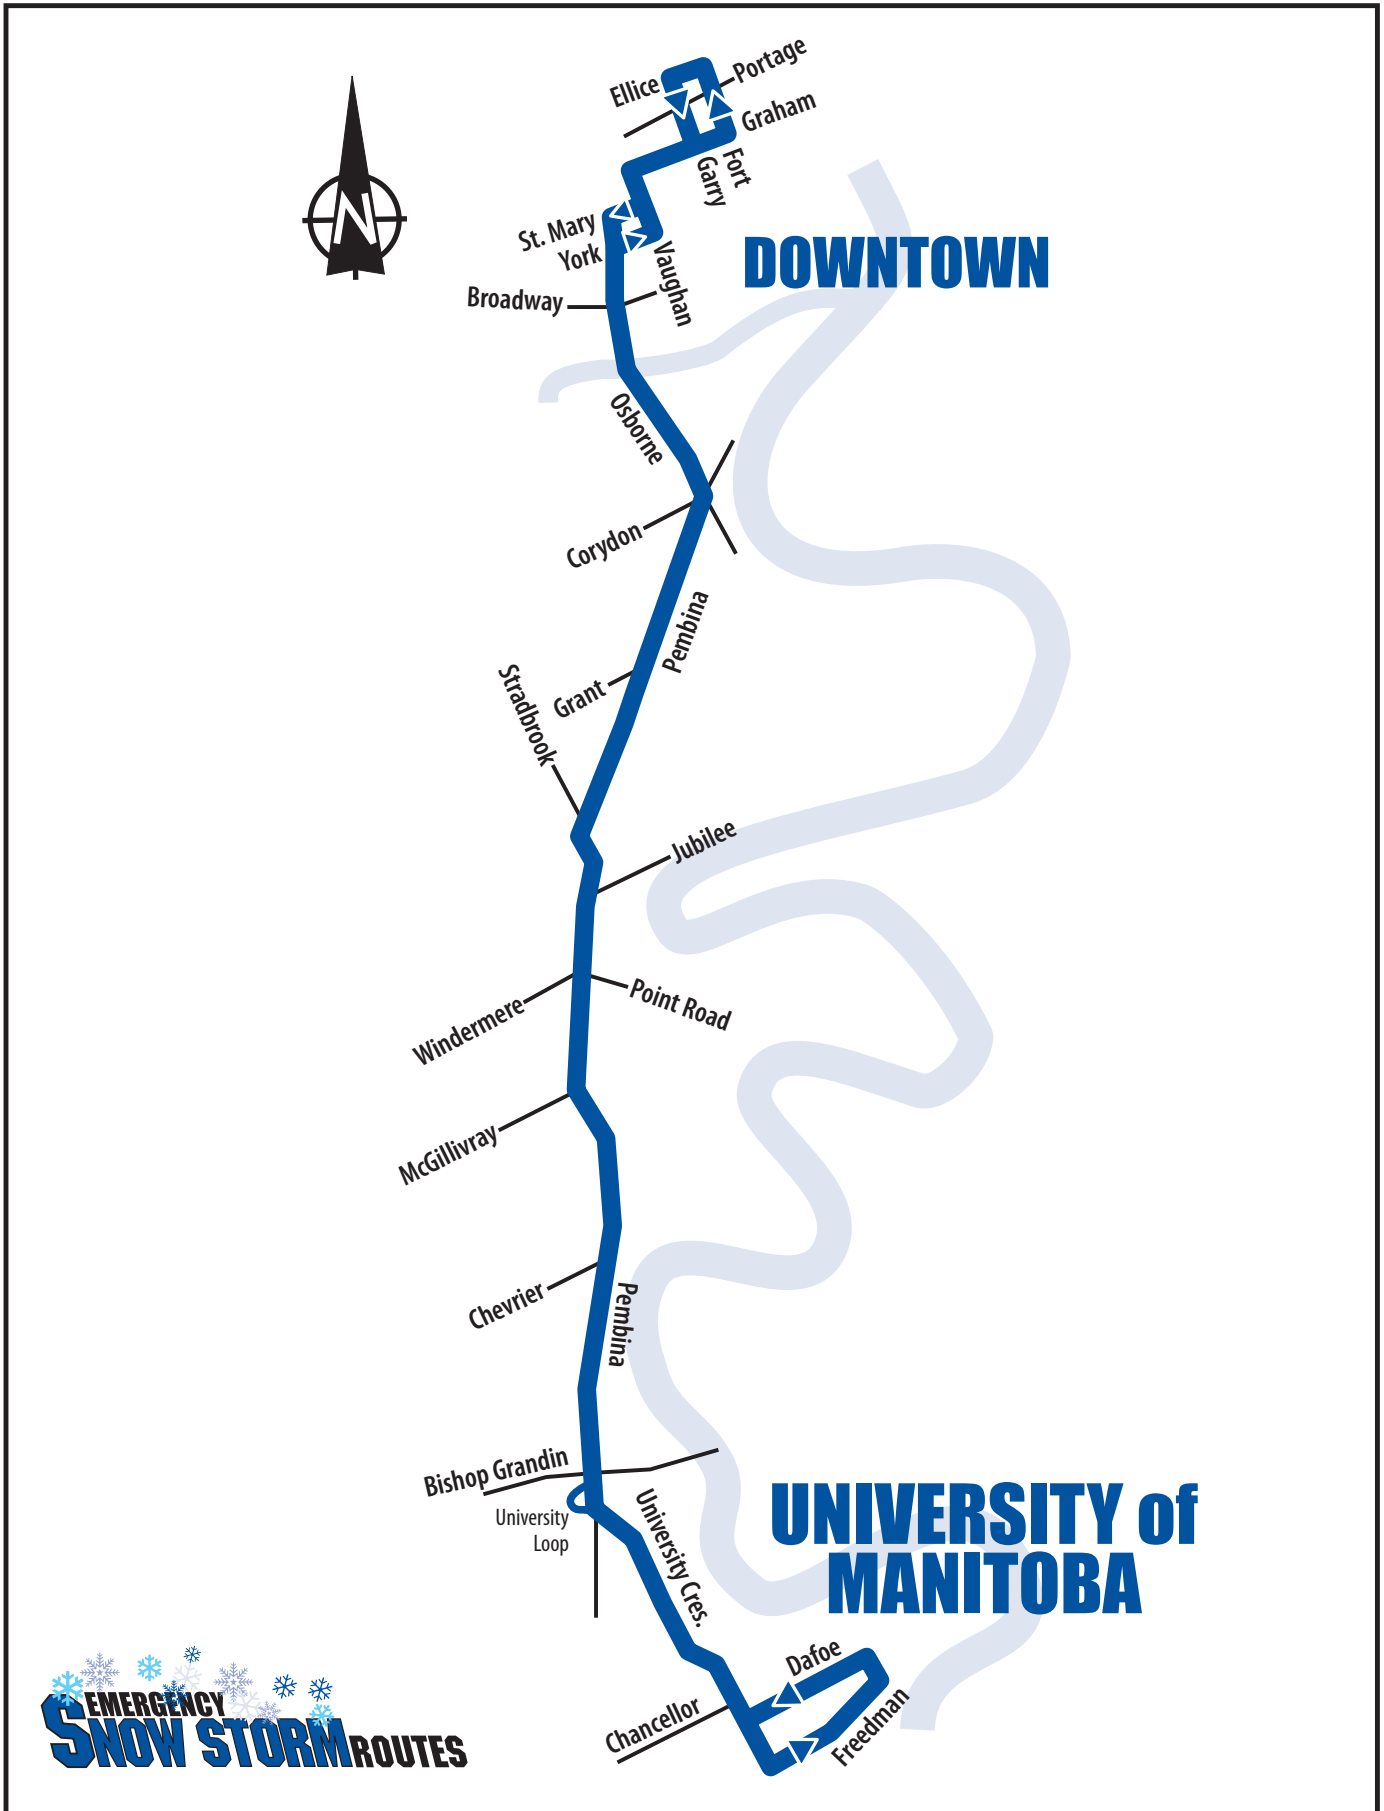 Ellice
Portage
Graham
Fort
Garry
N
St. Mary
York
Vaughan
DOWNTOWN
Broadway
Osborne
Corydon
Pembina
Grant
Stradbrook
Jubilee
Windermere
Point Road
McGillivray
Chevrier
Pembina
Bishop Grandin
University
Loop
University Cres.
UNIVERSITY of
MANITOBA
Dafoe
Chancellor
Freedman
EMERGENCY
SNOW STORM ROUTES